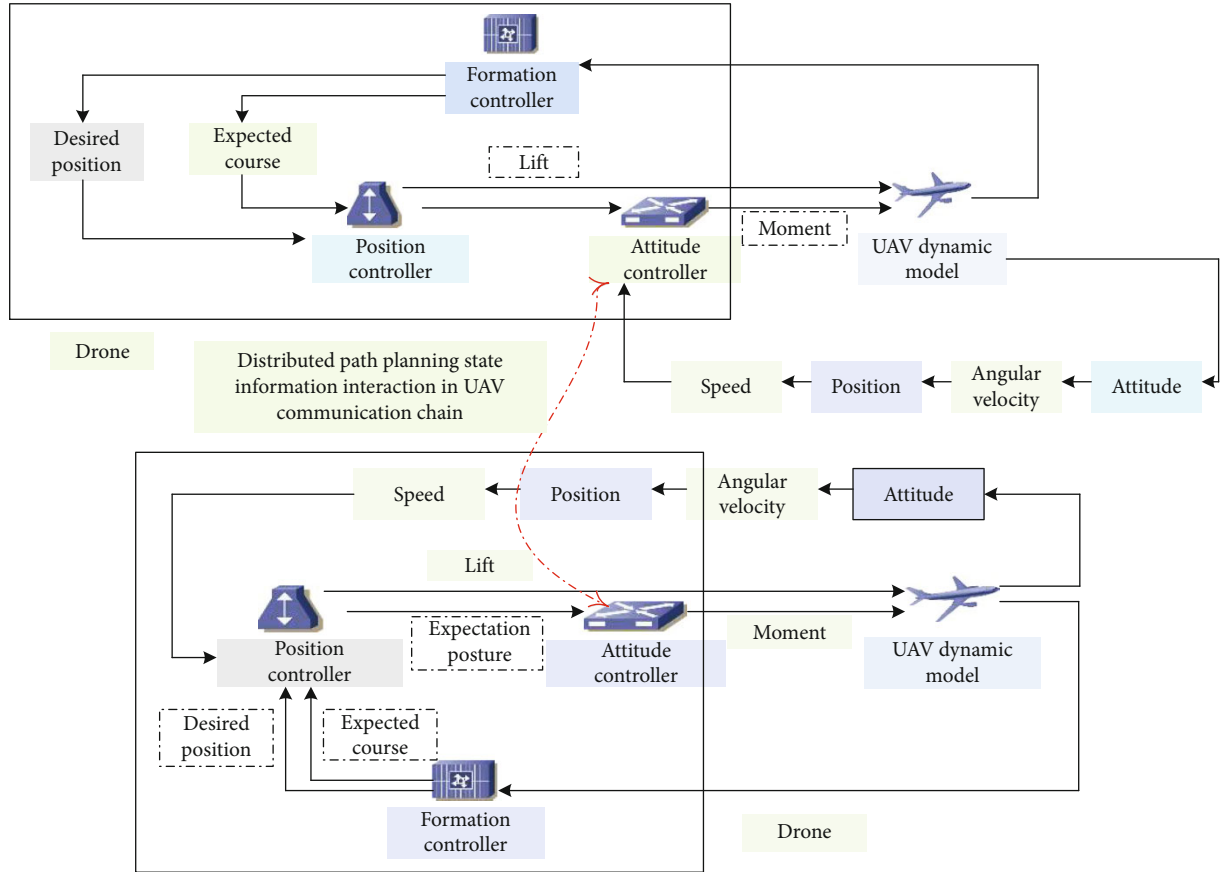 Formation
controller
Desired
position
Expected
course
Lift
Position
controller
Attitude
controller
Moment
UAV dynamic
model
Drone
Distributed path planning state
information interaction in UAV
communication chain
Speed
Position
Angular
velocity
Attitude
Speed
Position
Angular
velocity
Attitude
Lift
Position
controller
Expectation
posture
Attitude
controller
Moment
UAV dynamic
model
Desired
position
Expected
course
Formation
controller
Drone